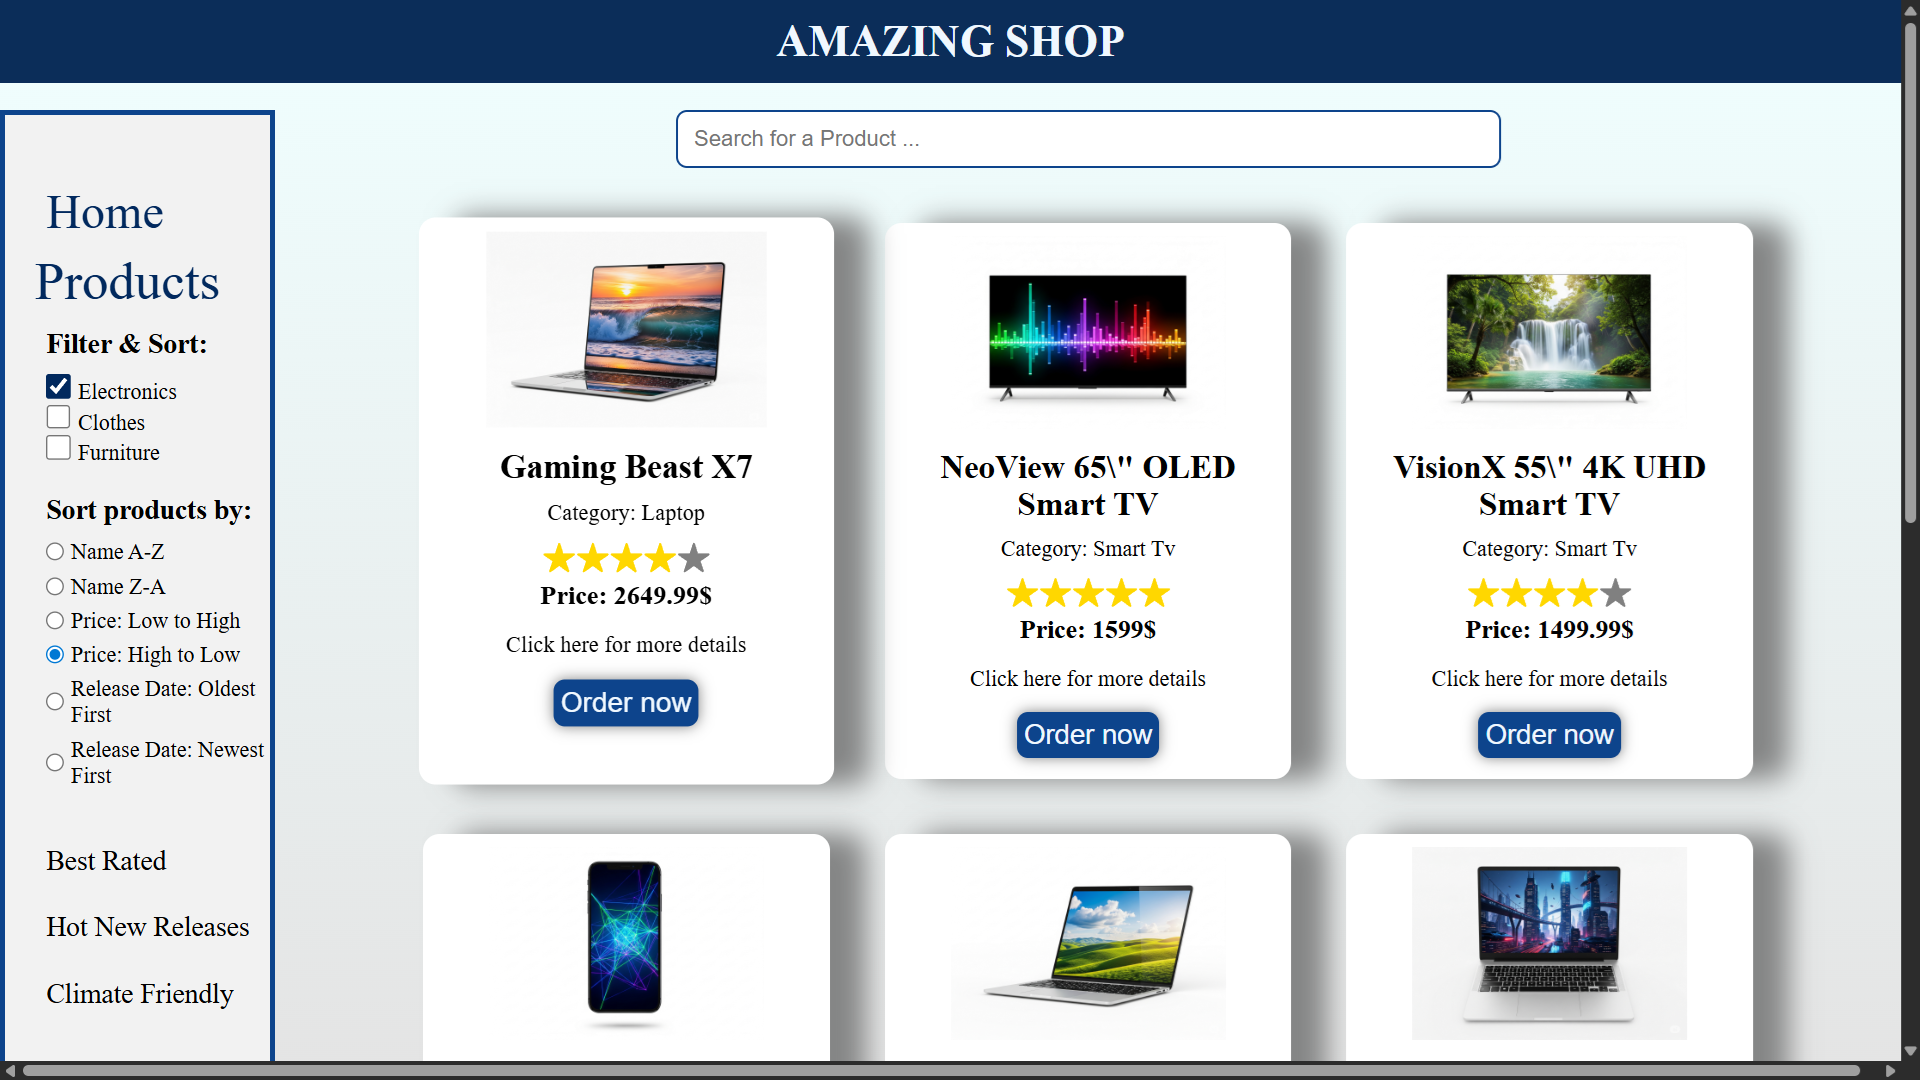 AMAZING SHOP
Search for a Product ...
Home
Products
Filter & Sort:
Electronics
Clothes
Furniture
Sort products by:
Name A-Z
Name Z-A
Price: Low to High
Price: High to Low
Release Date: Oldest
First
Release Date: Newest
First
Best Rated
Hot New Releases
Climate Friendly
Gaming Beast X7
Category: Laptop
Price: 2649.99$
Click here for more details
Order now
NeoView 65\" OLED
Smart TV
Category: Smart Tv
Price: 1599$
Click here for more details
Order now
VisionX 55\" 4K UHD
Smart TV
Category: Smart Tv
Price: 1499.99$
Click here for more details
Order now